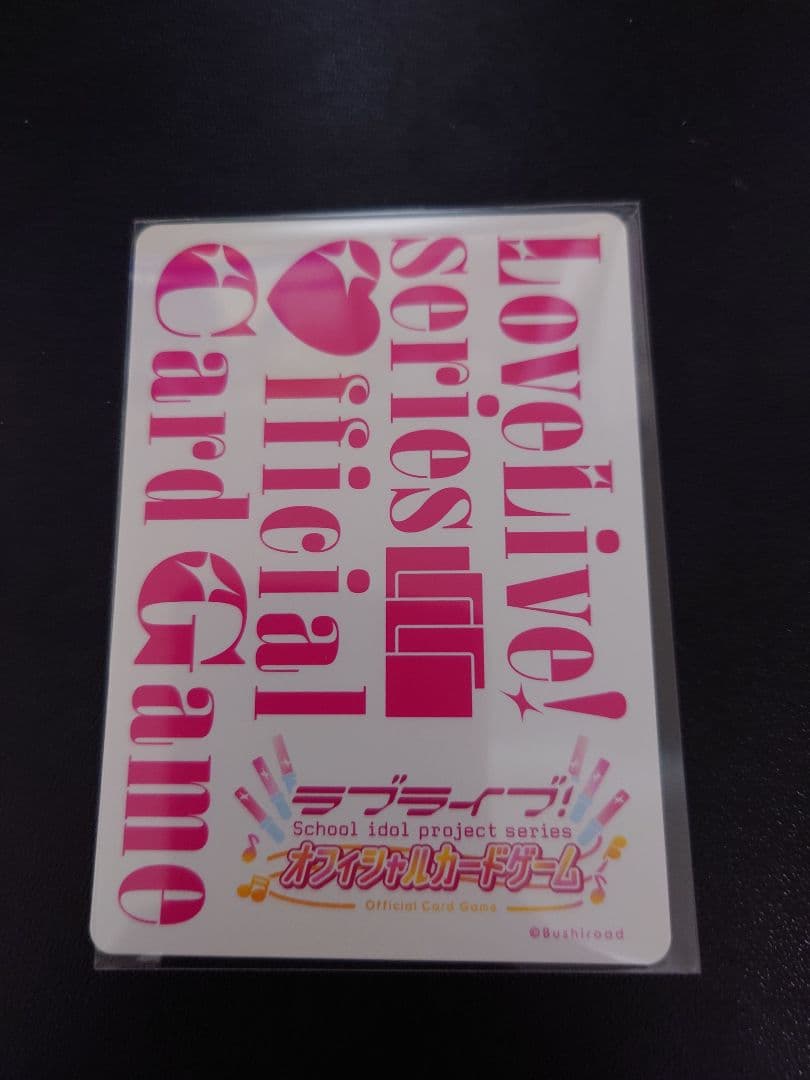 LoveLive!
series
♥fficial
Card Game
ラブライブ!
School idol project series
オフィシャルカードゲーム
Official Card Game
©Bushiroad